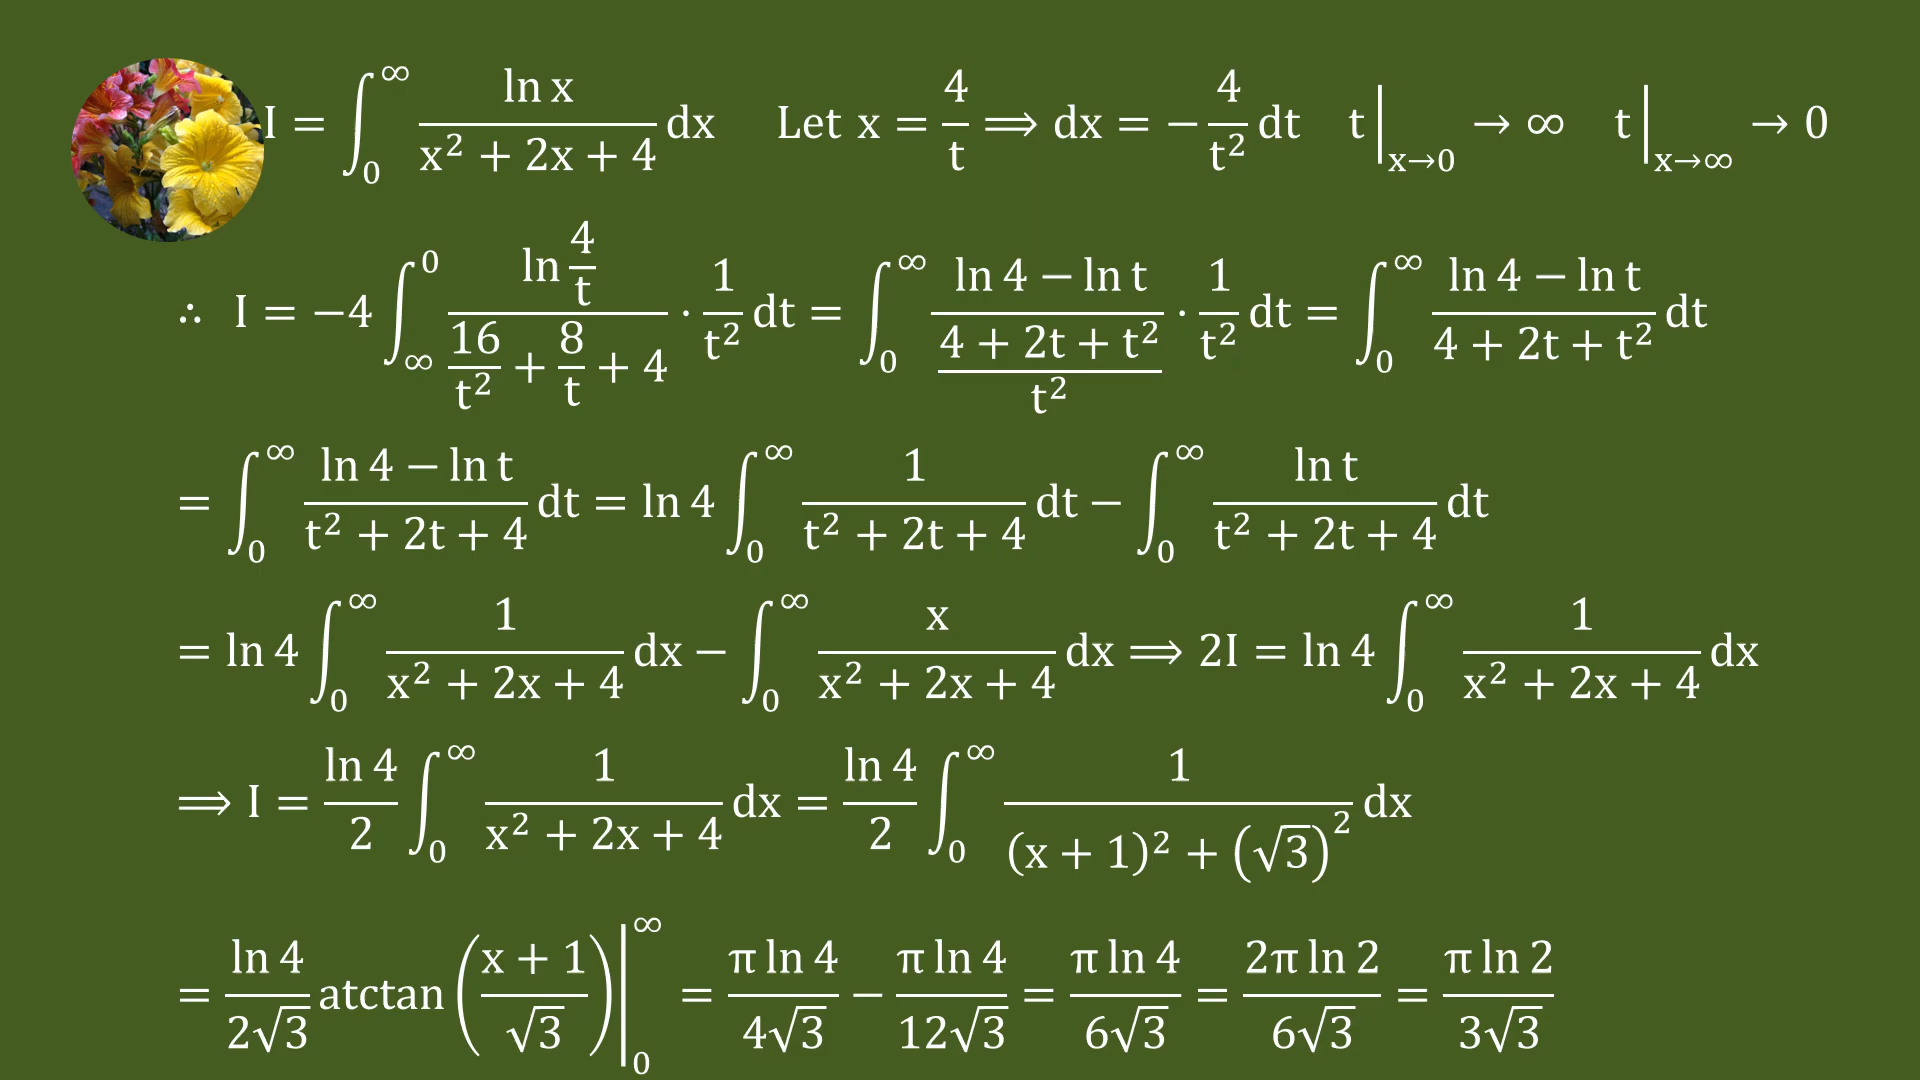 I = ∫₀^∞ (ln x)/(x² + 2x + 4) dx Let x = 4/t ⟹ dx = −(4/t²) dt t|ₓ→₀ → ∞ t|ₓ→∞ → 0
∴ I = −4 ∫_∞^0 (ln (4/t))/(16/t² + 8/t + 4) · (1/t²) dt = ∫₀^∞ (ln 4 − ln t)/((4 + 2t + t²)/t²) · (1/t²) dt = ∫₀^∞ (ln 4 − ln t)/(4 + 2t + t²) dt
= ∫₀^∞ (ln 4 − ln t)/(t² + 2t + 4) dt = ln 4 ∫₀^∞ 1/(t² + 2t + 4) dt − ∫₀^∞ (ln t)/(t² + 2t + 4) dt
= ln 4 ∫₀^∞ 1/(x² + 2x + 4) dx − ∫₀^∞ x/(x² + 2x + 4) dx ⟹ 2I = ln 4 ∫₀^∞ 1/(x² + 2x + 4) dx
⟹ I = (ln 4)/2 ∫₀^∞ 1/(x² + 2x + 4) dx = (ln 4)/2 ∫₀^∞ 1/((x + 1)² + (√3)²) dx
= (ln 4)/(2√3) atctan ((x + 1)/√3)|₀^∞ = (π ln 4)/(4√3) − (π ln 4)/(12√3) = (π ln 4)/(6√3) = (2π ln 2)/(6√3) = (π ln 2)/(3√3)